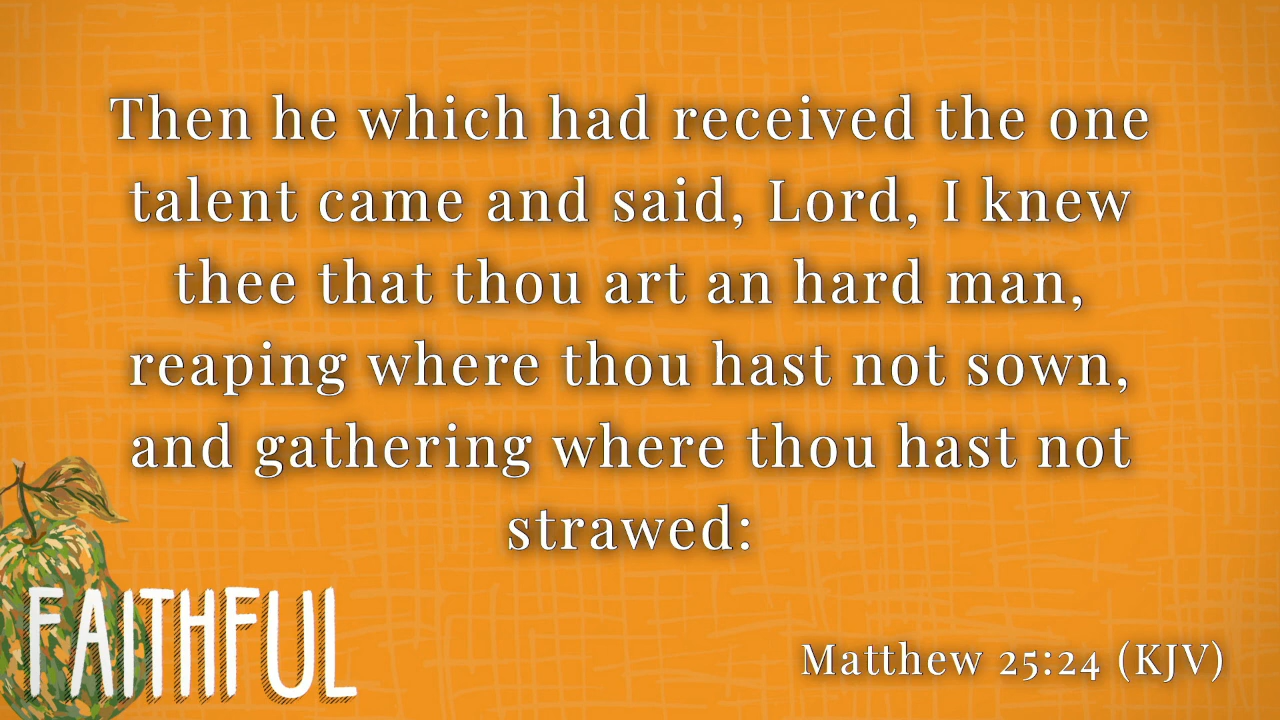 Then he which had received the one
talent came and said, Lord, I knew
thee that thou art an hard man,
reaping where thou hast not sown,
and gathering where thou hast not
strawed:
FAITHFUL
Matthew 25:24 (KJV)